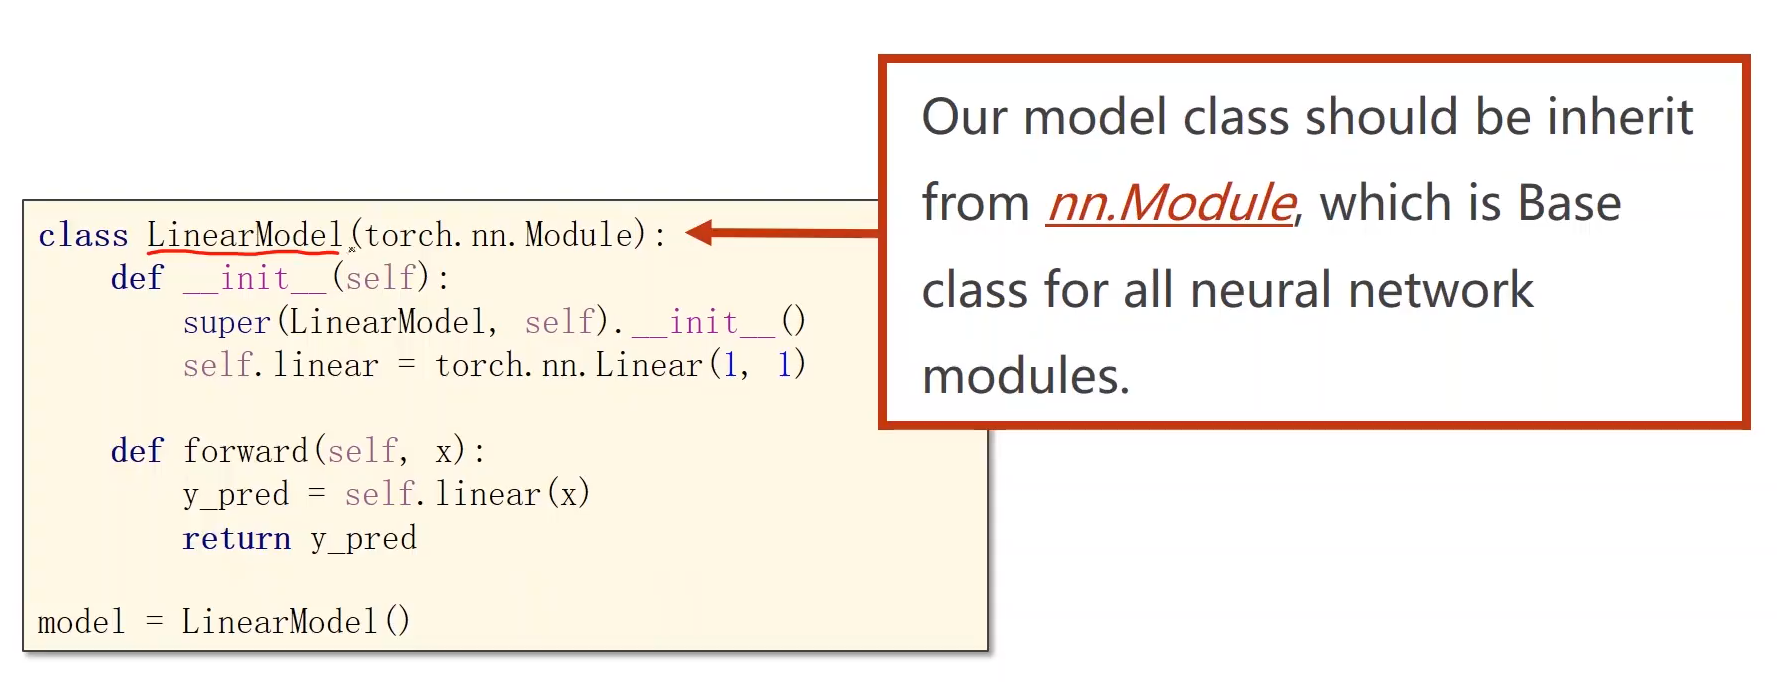 Our model class should be inherit
from nn.Module, which is Base
class for all neural network
modules.
class LinearModel(torch.nn.Module):
    def __init__(self):
        super(LinearModel, self).__init__()
        self.linear = torch.nn.Linear(1, 1)
    def forward(self, x):
        y_pred = self.linear(x)
        return y_pred
model = LinearModel()